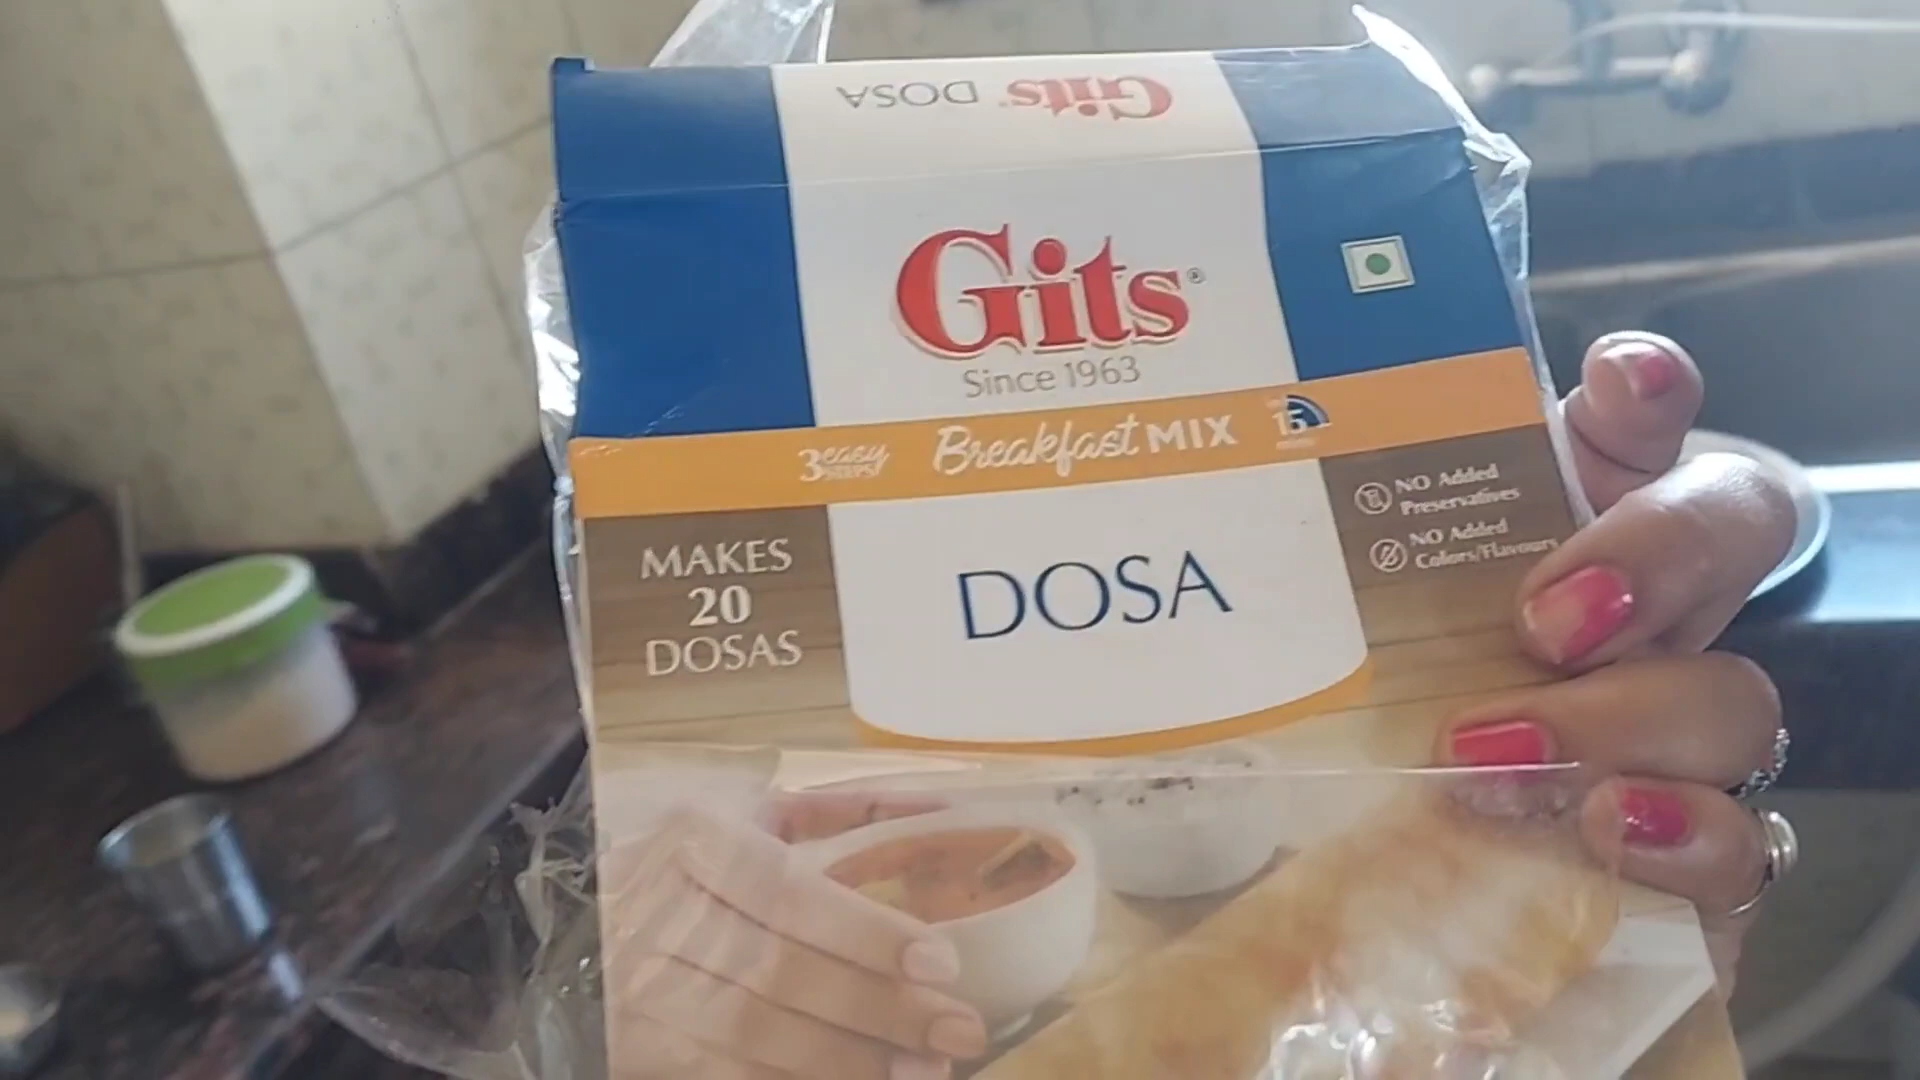 Gits® DOSA
Gits®
Since 1963
3 easy STEPS!
Breakfast MIX
15
DOSA
MAKES
20
DOSAS
NO Added
Preservatives
NO Added
Colors/Flavours